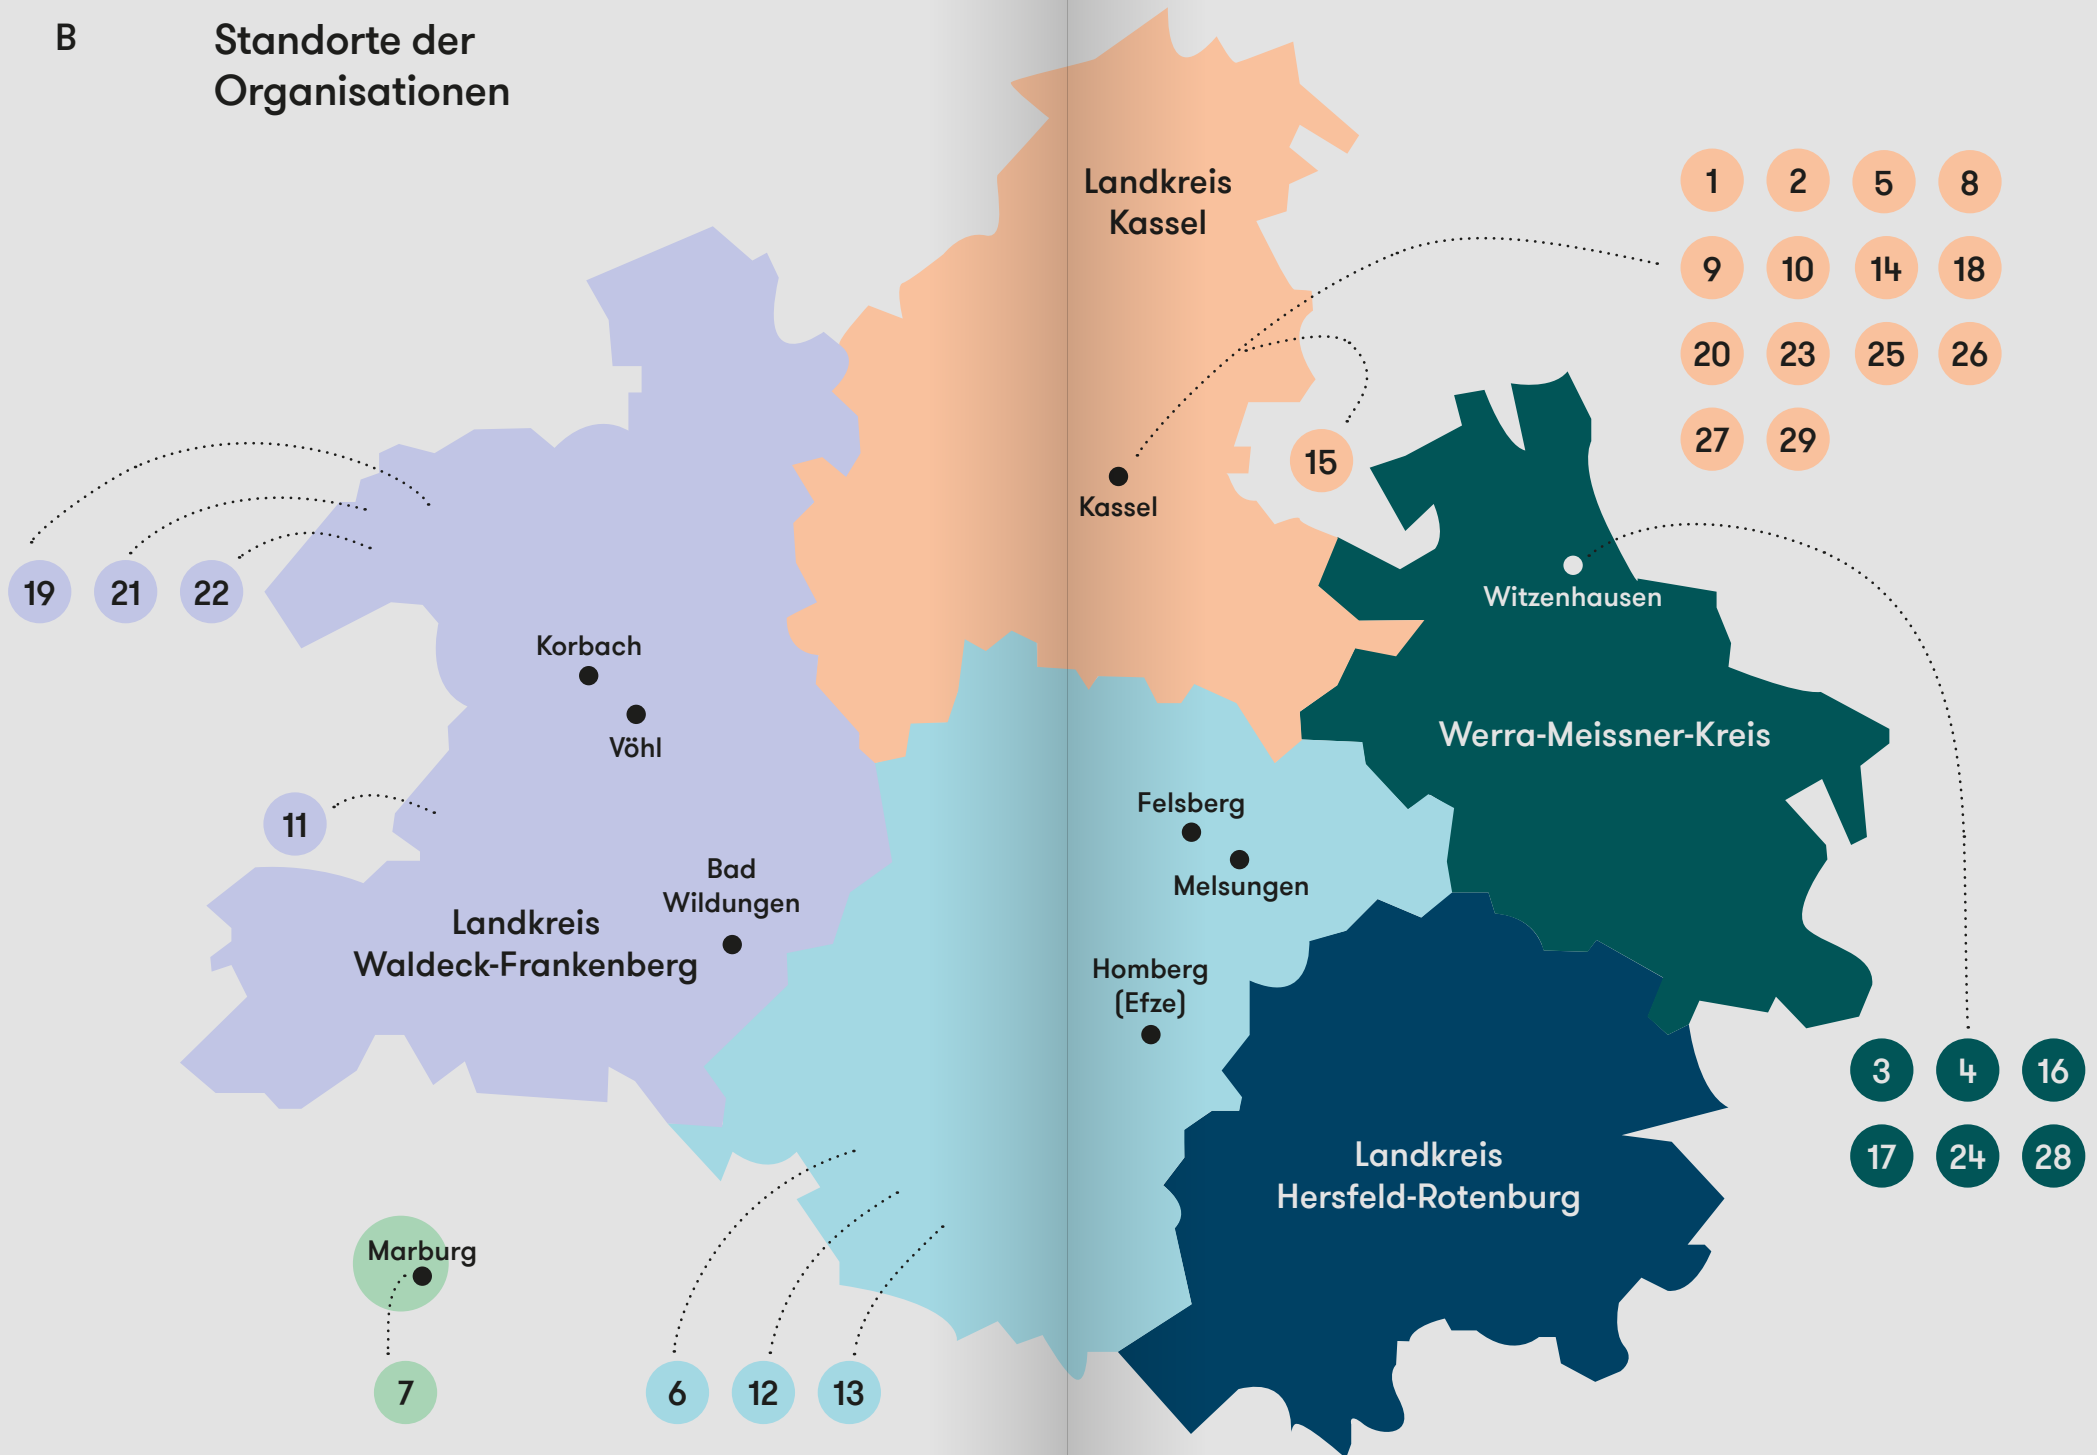 B
Standorte der
Organisationen
Landkreis
Kassel
1 2 5 8
9 10 14 18
20 23 25 26
27 29
15
Kassel
19 21 22
Witzenhausen
Korbach
Vöhl
Werra-Meissner-Kreis
11
Felsberg
Melsungen
Bad
Wildungen
Landkreis
Waldeck-Frankenberg
Homberg
(Efze)
3 4 16
17 24 28
Landkreis
Hersfeld-Rotenburg
Marburg
7
6 12 13